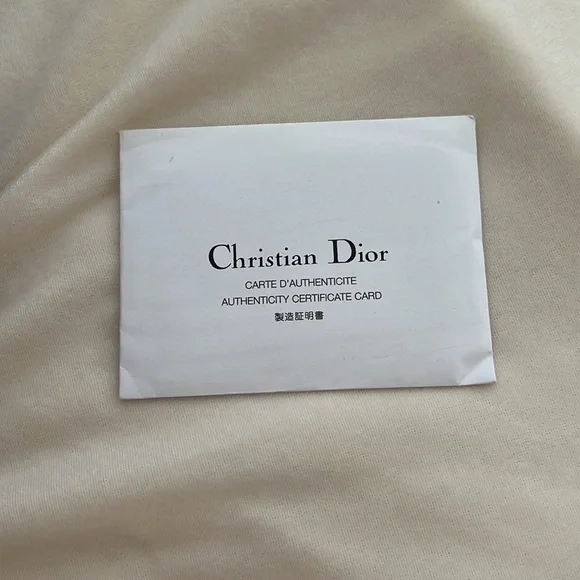 Christian Dior
CARTE D'AUTHENTICITE
AUTHENTICITY CERTIFICATE CARD
製造証明書